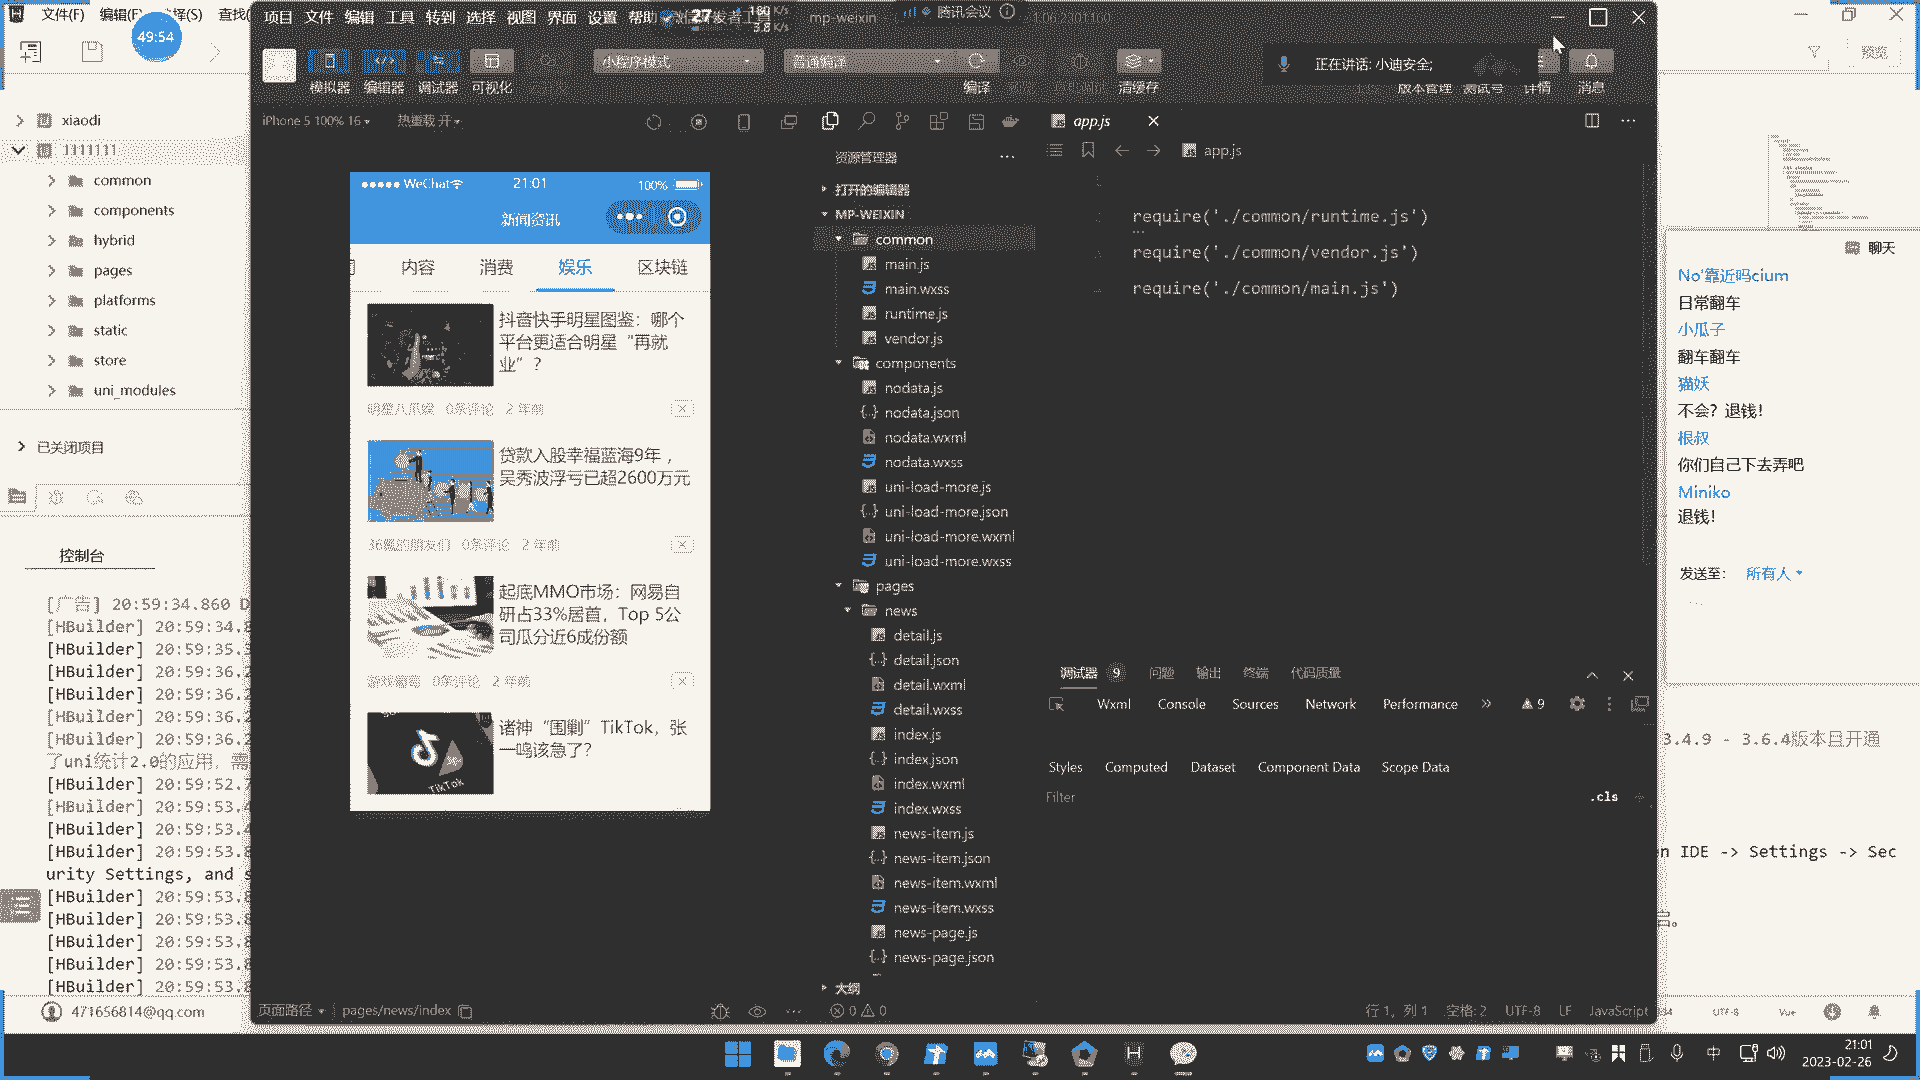 文件(F)
49:54
项目 文件 编辑 工具 转到 选择 视图 界面 设置 帮助
mp-weixin
腾讯会议
小程序模式
普通编译
正在讲话: 小迪安全;
预览
模拟器 编辑器 调试器 可视化
编译
清缓存
版本管理 测试号 详情 消息
iPhone 5 100% 16
热重载 开
app.js
app.js
xiaodi
1111111
common
components
hybrid
pages
platforms
static
store
uni_modules
已关闭项目
控制台
[广告] 20:59:34.860
[HBuilder] 20:59:34.8
[HBuilder] 20:59:35.
[HBuilder] 20:59:36.2
[HBuilder] 20:59:36.2
[HBuilder] 20:59:36.2
[HBuilder] 20:59:36.2
了uni统计2.0的应用，需
[HBuilder] 20:59:52.7
[HBuilder] 20:59:53.4
[HBuilder] 20:59:53.4
[HBuilder] 20:59:53.8
urity Settings, and s
[HBuilder] 20:59:53.8
[HBuilder] 20:59:53.8
[HBuilder] 20:59:53.8
[HBuilder] 20:59:53.8
[HBuilder] 20:59:53.8
471656814@qq.com
WeChat
21:01
100%
新闻资讯
内容 消费 娱乐 区块链
抖音快手明星图鉴：哪个
平台更适合明星“再就
业”？
明星八爪娱 0条评论 2 年前
贷款入股幸福蓝海9年，
吴秀波浮亏已超2600万元
36氪的朋友们 0条评论 2 年前
起底MMO市场：网易自
研占33%居首，Top 5公
司瓜分近6成份额
游戏葡萄 0条评论 2 年前
诸神“围剿”TikTok，张
一鸣该急了？
TikTok
页面路径
pages/news/index
资源管理器
打开的编辑器
MP-WEIXIN
common
main.js
main.wxss
runtime.js
vendor.js
components
nodata.js
nodata.json
nodata.wxml
nodata.wxss
uni-load-more.js
uni-load-more.json
uni-load-more.wxml
uni-load-more.wxss
pages
news
detail.js
detail.json
detail.wxml
detail.wxss
index.js
index.json
index.wxml
index.wxss
news-item.js
news-item.json
news-item.wxml
news-item.wxss
news-page.js
news-page.json
大纲
0 0
require('./common/runtime.js')
require('./common/vendor.js')
require('./common/main.js')
调试器 9 问题 输出 终端 代码质量
Wxml Console Sources Network Performance 9
Styles Computed Dataset Component Data Scope Data
Filter
.cls
行 1，列 1 空格: 2 UTF-8 LF JavaScript
聊天
No'靠近吗cium
日常翻车
小瓜子
翻车翻车
猫妖
不会？退钱！
根叔
你们自己下去弄吧
Miniko
退钱！
发送至: 所有人
3.4.9 - 3.6.4版本且开通
n IDE -> Settings -> Sec
UTF-8 Vue
中
21:01
2023-02-26